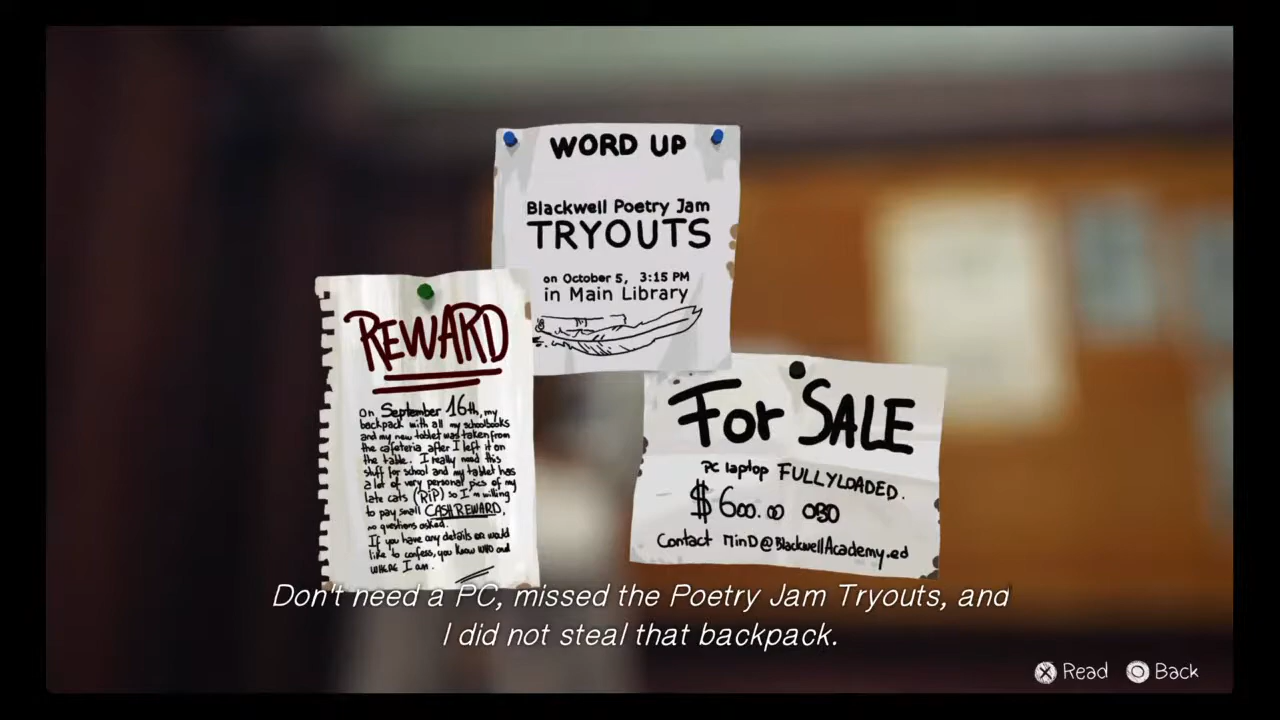 WORD UP
Blackwell Poetry Jam
TRYOUTS
on October 5, 3:15 PM
in Main Library
REWARD
On September 16th, my
backpack with all my schoolbooks
and my new tablet was taken from
the cafeteria after I left it on
the table. I really need this
stuff for school and my tablet has
a lot of very personal pics of my
late cats (RIP) so I'm willing
to pay small CASH REWARD,
no questions asked.
If you have any details or would
like to confess, you know WHO and
WHERE I am.
For SALE
PC laptop FULLYLOADED.
$600.00 OBO
Contact MinD@BlackwellAcademy.ed
Don't need a PC, missed the Poetry Jam Tryouts, and
I did not steal that backpack.
Read Back